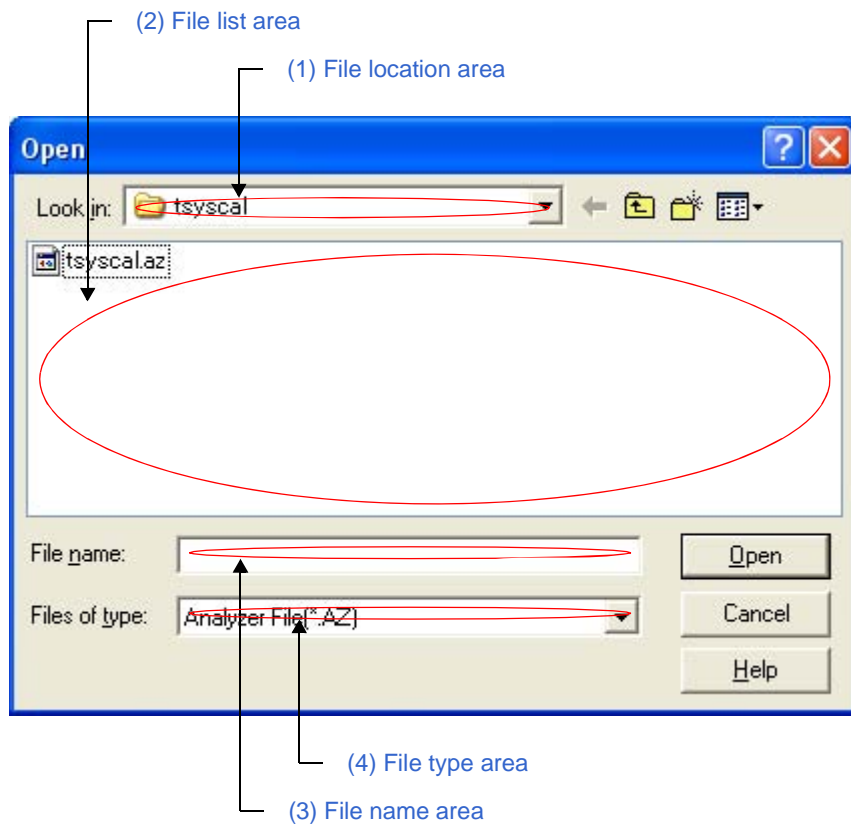 (2) File list area
(1) File location area
Open
Look in: tsyscal
tsyscal.az
File name:
Open
Files of type: Analyzer File(*.AZ)
Cancel
Help
(4) File type area
(3) File name area